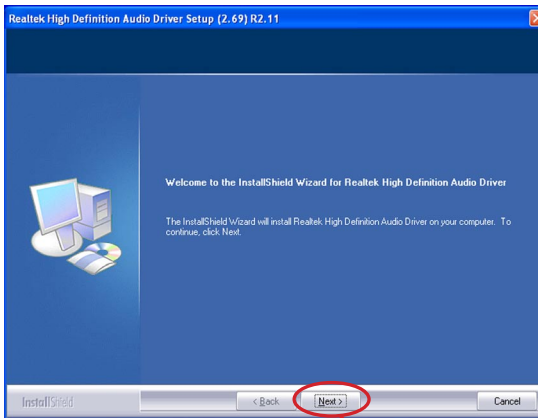 Realtek High Definition Audio Driver Setup (2.69) R2.11
Welcome to the InstallShield Wizard for Realtek High Definition Audio Driver
The InstallShield Wizard will install Realtek High Definition Audio Driver on your computer. To
continue, click Next.
InstallShield
< Back
Next >
Cancel